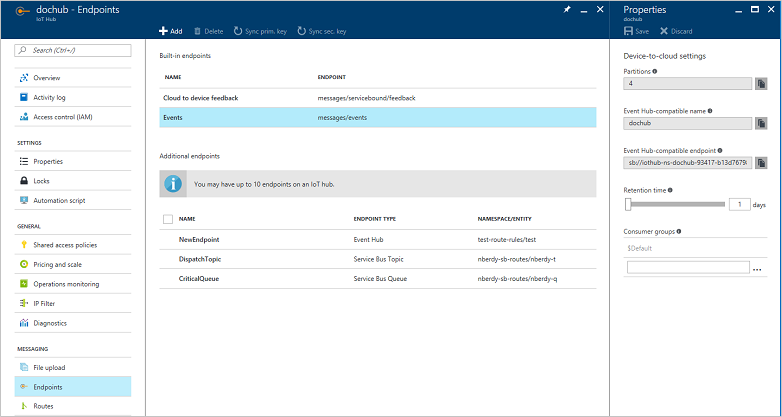 dochub - Endpoints
IoT Hub
Search (Ctrl+/)
Overview
Activity log
Access control (IAM)
SETTINGS
Properties
Locks
Automation script
GENERAL
Shared access policies
Pricing and scale
Operations monitoring
IP Filter
Diagnostics
MESSAGING
File upload
Endpoints
Routes
Add Delete Sync prim. key Sync sec. key
Built-in endpoints
NAME ENDPOINT
Cloud to device feedback messages/servicebound/feedback
Events messages/events
Additional endpoints
You may have up to 10 endpoints on an IoT hub.
NAME ENDPOINT TYPE NAMESPACE/ENTITY
NewEndpoint Event Hub test-route-rules/test
DispatchTopic Service Bus Topic nberdy-sb-routes/nberdy-t
CriticalQueue Service Bus Queue nberdy-sb-routes/nberdy-q
Properties
dochub
Save Discard
Device-to-cloud settings
Partitions
4
Event Hub-compatible name
dochub
Event Hub-compatible endpoint
sb://iothub-ns-dochub-93417-b13d7679
Retention time
1 days
Consumer groups
$Default
...